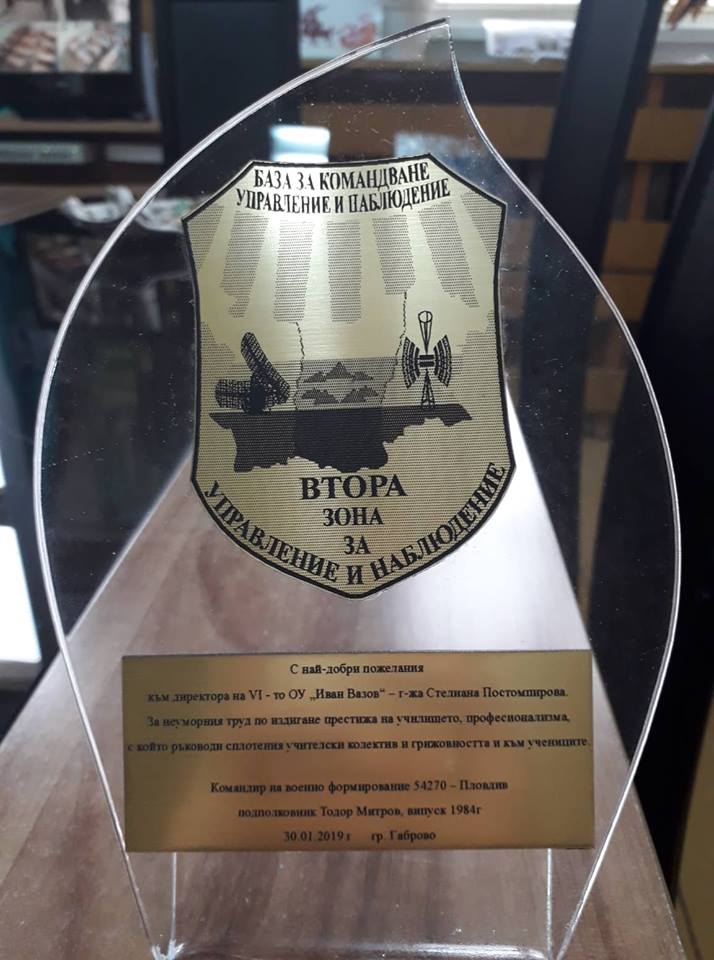 БАЗА ЗА КОМАНДВАНЕ
УПРАВЛЕНИЕ И НАБЛЮДЕНИЕ
ВТОРА
ЗОНА
ЗА
УПРАВЛЕНИЕ И НАБЛЮДЕНИЕ
С най-добри пожелания
към директора на VI - то ОУ „Иван Вазов“ – г-жа Стелиана Постомпирова.
За неуморния труд по издигане престижа на училището, професионализма,
с който ръководи сплотения учителски колектив и грижовността и към учениците.
Командир на военно формирование 54270 – Пловдив
подполковник Тодор Митров, випуск 1984г
30.01.2019 г гр. Габрово